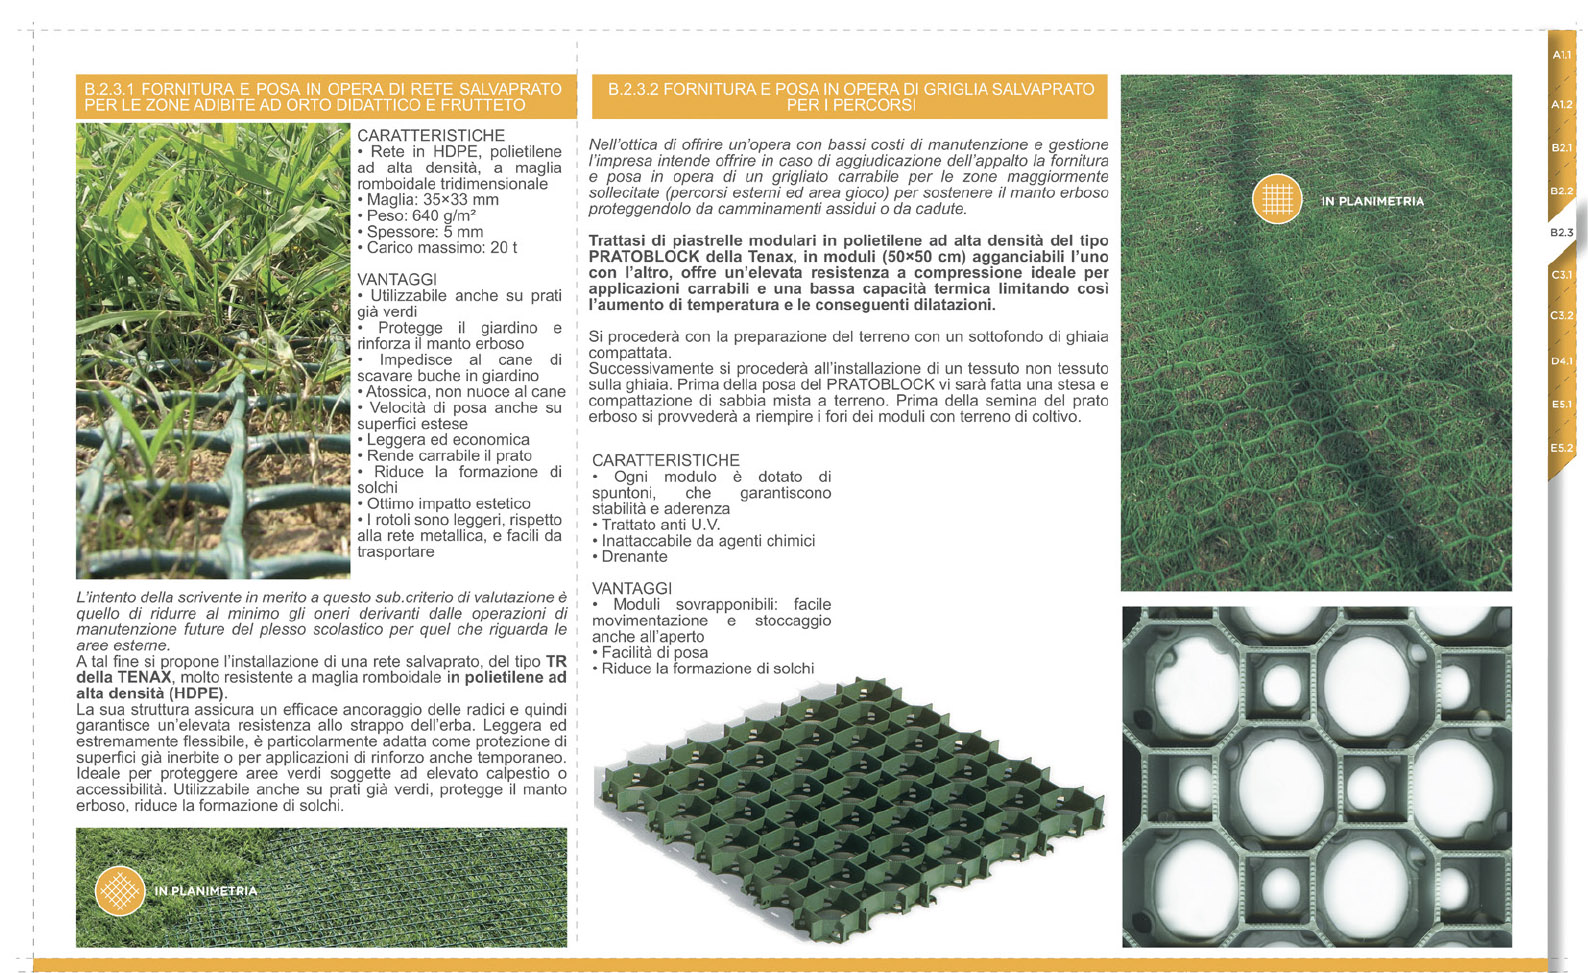 B.2.3.1 FORNITURA E POSA IN OPERA DI RETE SALVAPRATO
PER LE ZONE ADIBITE AD ORTO DIDATTICO E FRUTTETO
CARATTERISTICHE
• Rete in HDPE, polietilene
ad alta densità, a maglia
romboidale tridimensionale
• Maglia: 35×33 mm
• Peso: 640 g/m²
• Spessore: 5 mm
• Carico massimo: 20 t
VANTAGGI
• Utilizzabile anche su prati
già verdi
• Protegge il giardino e
rinforza il manto erboso
• Impedisce al cane di
scavare buche in giardino
• Atossica, non nuoce al cane
• Velocità di posa anche su
superfici estese
• Leggera ed economica
• Rende carrabile il prato
• Riduce la formazione di
solchi
• Ottimo impatto estetico
• I rotoli sono leggeri, rispetto
alla rete metallica, e facili da
trasportare
L'intento della scrivente in merito a questo sub.criterio di valutazione è
quello di ridurre al minimo gli oneri derivanti dalle operazioni di
manutenzione future del plesso scolastico per quel che riguarda le
aree esterne.
A tal fine si propone l'installazione di una rete salvaprato, del tipo TR
della TENAX, molto resistente a maglia romboidale in polietilene ad
alta densità (HDPE).
La sua struttura assicura un efficace ancoraggio delle radici e quindi
garantisce un'elevata resistenza allo strappo dell'erba. Leggera ed
estremamente flessibile, è particolarmente adatta come protezione di
superfici già inerbite o per applicazioni di rinforzo anche temporaneo.
Ideale per proteggere aree verdi soggette ad elevato calpestio o
accessibilità. Utilizzabile anche su prati già verdi, protegge il manto
erboso, riduce la formazione di solchi.
IN PLANIMETRIA
B.2.3.2 FORNITURA E POSA IN OPERA DI GRIGLIA SALVAPRATO
PER I PERCORSI
Nell'ottica di offrire un'opera con bassi costi di manutenzione e gestione
l'impresa intende offrire in caso di aggiudicazione dell'appalto la fornitura
e posa in opera di un grigliato carrabile per le zone maggiormente
sollecitate (percorsi esterni ed area gioco) per sostenere il manto erboso
proteggendolo da camminamenti assidui o da cadute.
Trattasi di piastrelle modulari in polietilene ad alta densità del tipo
PRATOBLOCK della Tenax, in moduli (50×50 cm) agganciabili l'uno
con l'altro, offre un'elevata resistenza a compressione ideale per
applicazioni carrabili e una bassa capacità termica limitando così
l'aumento di temperatura e le conseguenti dilatazioni.
Si procederà con la preparazione del terreno con un sottofondo di ghiaia
compattata.
Successivamente si procederà all'installazione di un tessuto non tessuto
sulla ghiaia. Prima della posa del PRATOBLOCK vi sarà fatta una stesa e
compattazione di sabbia mista a terreno. Prima della semina del prato
erboso si provvederà a riempire i fori dei moduli con terreno di coltivo.
CARATTERISTICHE
• Ogni modulo è dotato di
spuntoni, che garantiscono
stabilità e aderenza
• Trattato anti U.V.
• Inattaccabile da agenti chimici
• Drenante
VANTAGGI
• Moduli sovrapponibili: facile
movimentazione e stoccaggio
anche all'aperto
• Facilità di posa
• Riduce la formazione di solchi
IN PLANIMETRIA
A1.1
A1.2
B2.1
B2.2
B2.3
C3.1
C3.2
D4.1
E5.1
E5.2